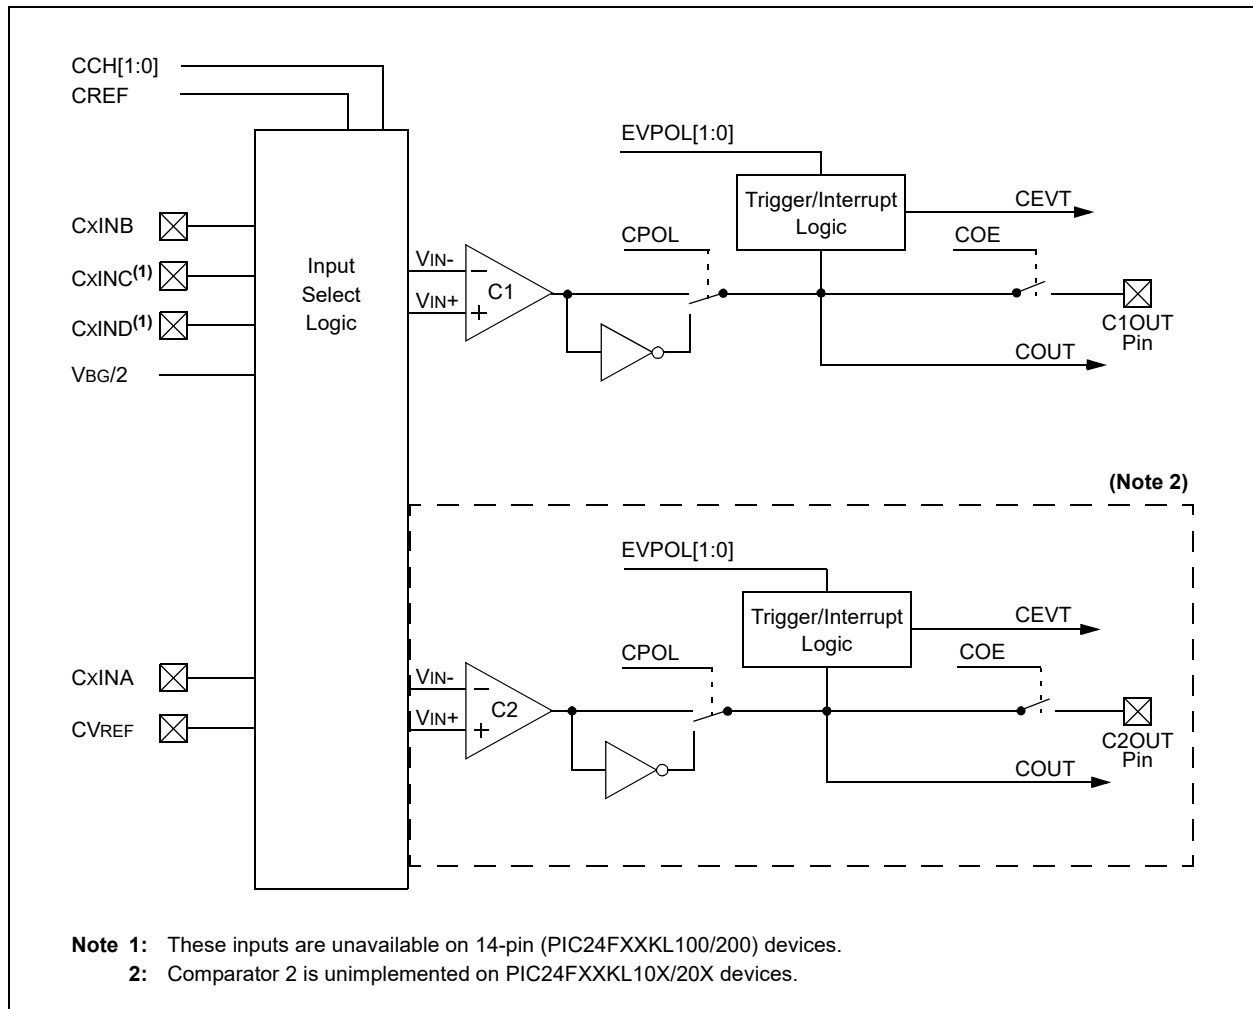 CCH[1:0]
CREF
EVPOL[1:0]
Trigger/Interrupt
Logic
CEVT
CPOL
COE
CxINB
CxINC(1)
CxIND(1)
VBG/2
Input
Select
Logic
VIN-
VIN+
C1
C1OUT
Pin
COUT
(Note 2)
EVPOL[1:0]
Trigger/Interrupt
Logic
CEVT
CPOL
COE
CxINA
CVREF
VIN-
VIN+
C2
C2OUT
Pin
COUT
Note 1: These inputs are unavailable on 14-pin (PIC24FXXKL100/200) devices.
2: Comparator 2 is unimplemented on PIC24FXXKL10X/20X devices.